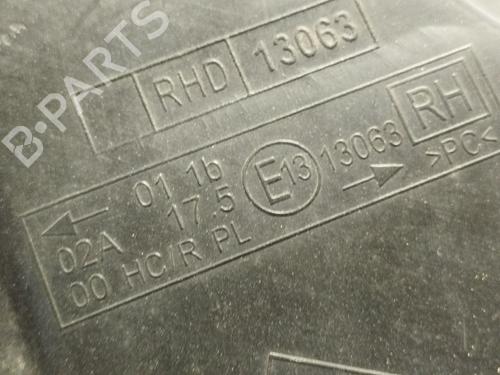 B-PARTS
RHD 13063
← 01 1b
02A 17.5 E13 13063 RH
00 HC/R PL → >PC<